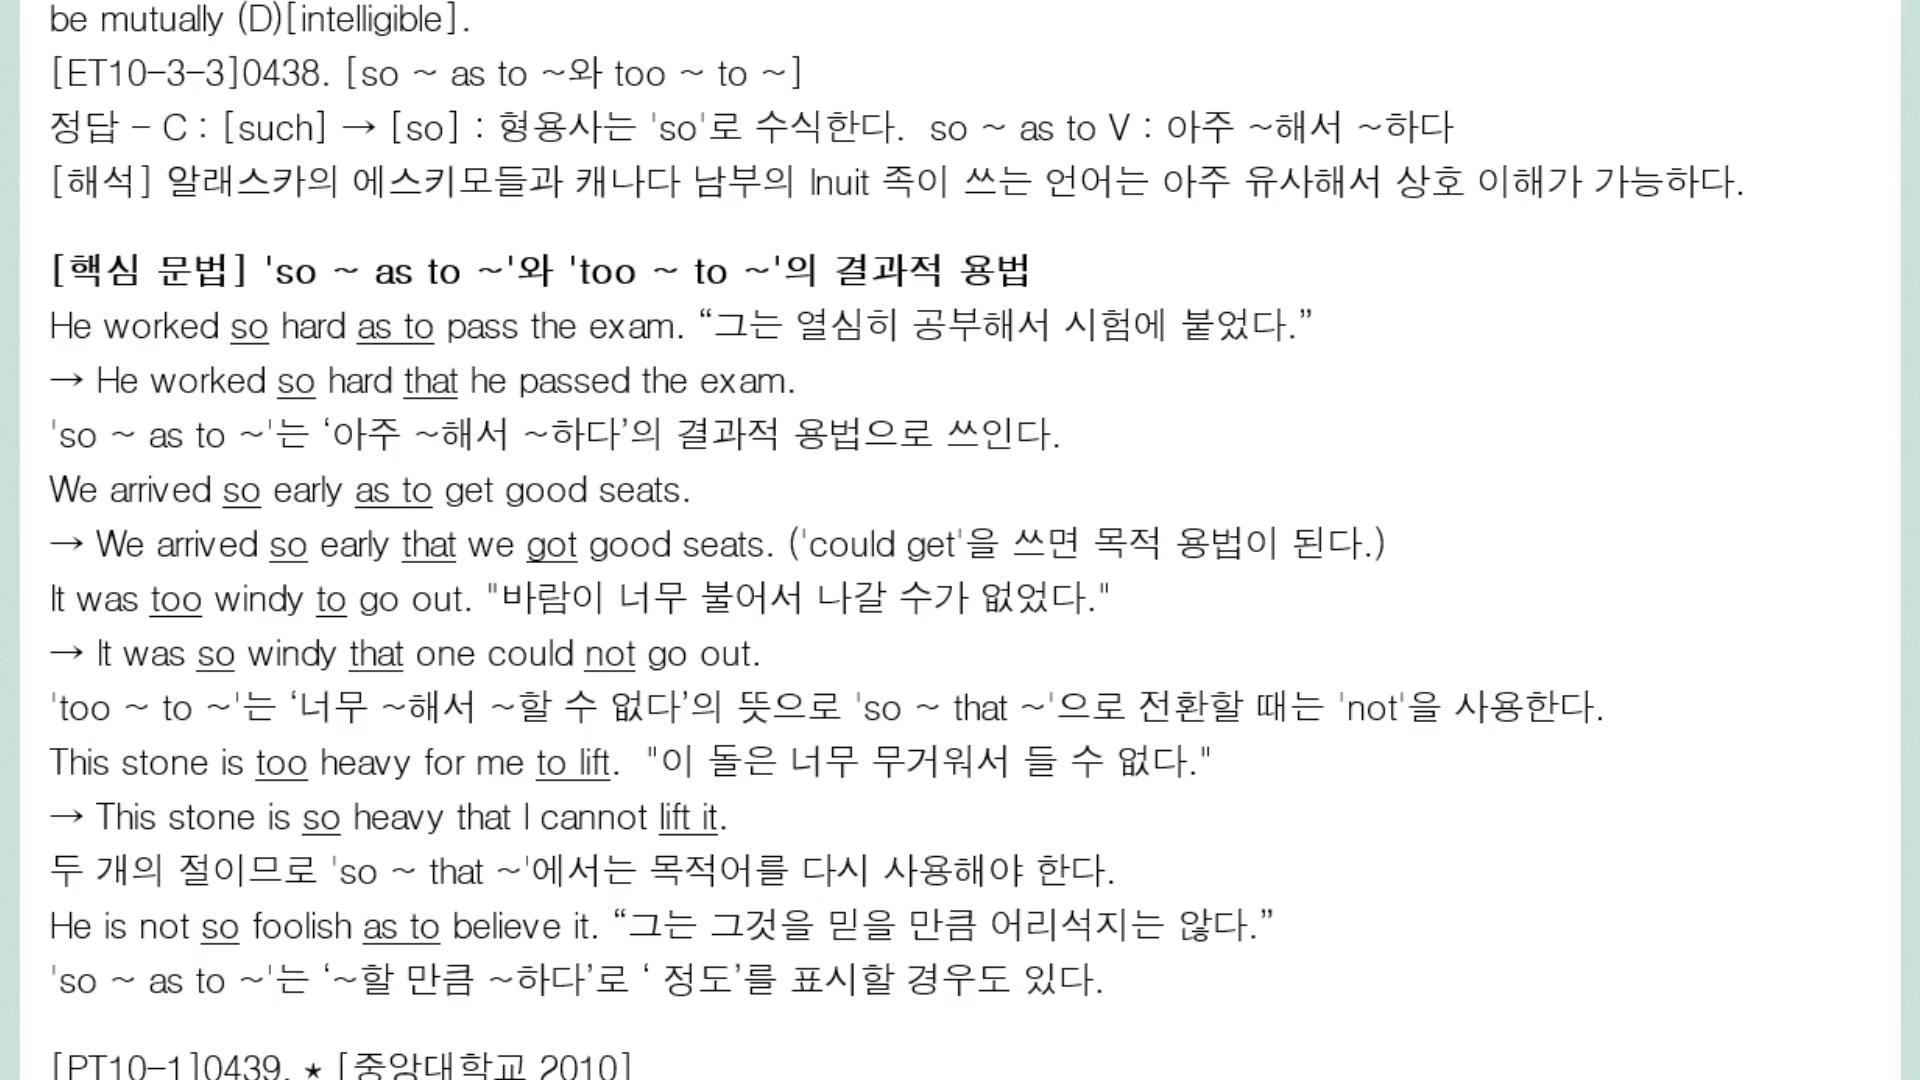 be mutually (D)[intelligible].
[ET10-3-3]0438. [so ~ as to ~와 too ~ to ~]
정답 - C : [such] → [so] : 형용사는 'so'로 수식한다.  so ~ as to V : 아주 ~해서 ~하다
[해석] 알래스카의 에스키모들과 캐나다 남부의 Inuit 족이 쓰는 언어는 아주 유사해서 상호 이해가 가능하다.
[핵심 문법] 'so ~ as to ~'와 'too ~ to ~'의 결과적 용법
He worked so hard as to pass the exam. “그는 열심히 공부해서 시험에 붙었다.”
→ He worked so hard that he passed the exam.
'so ~ as to ~'는 ‘아주 ~해서 ~하다’의 결과적 용법으로 쓰인다.
We arrived so early as to get good seats.
→ We arrived so early that we got good seats. ('could get'을 쓰면 목적 용법이 된다.)
It was too windy to go out. "바람이 너무 불어서 나갈 수가 없었다."
→ It was so windy that one could not go out.
'too ~ to ~'는 ‘너무 ~해서 ~할 수 없다’의 뜻으로 'so ~ that ~'으로 전환할 때는 'not'을 사용한다.
This stone is too heavy for me to lift.  "이 돌은 너무 무거워서 들 수 없다."
→ This stone is so heavy that I cannot lift it.
두 개의 절이므로 'so ~ that ~'에서는 목적어를 다시 사용해야 한다.
He is not so foolish as to believe it. “그는 그것을 믿을 만큼 어리석지는 않다.”
'so ~ as to ~'는 ‘~할 만큼 ~하다’로 ‘ 정도’를 표시할 경우도 있다.
[PT10-1]0439. ★ [중앙대학교 2010]